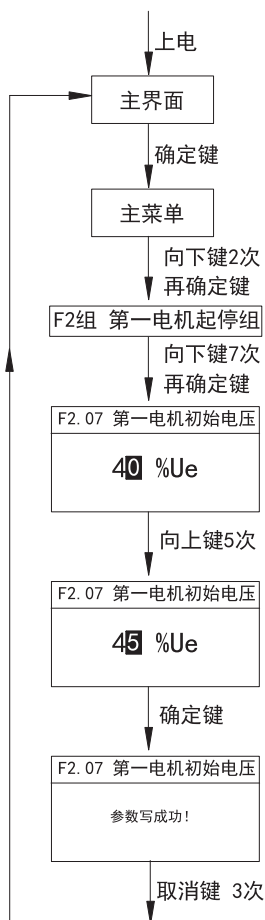 上电
主界面
确定键
主菜单
向下键2次
再确定键
F2组 第一电机起停组
向下键7次
再确定键
F2.07 第一电机初始电压
40 %Ue
向上键5次
F2.07 第一电机初始电压
45 %Ue
确定键
F2.07 第一电机初始电压
参数写成功!
取消键 3次